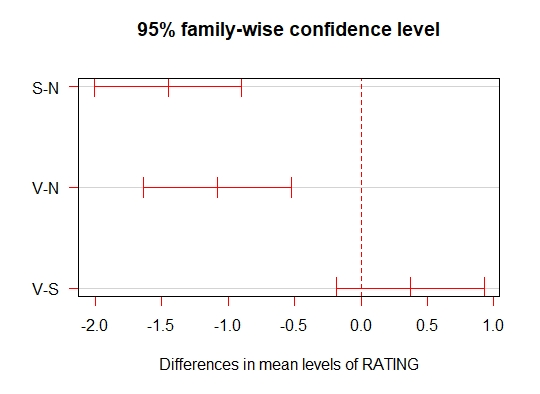 95% family-wise confidence level
S-N
V-N
V-S
-2.0 -1.5 -1.0 -0.5 0.0 0.5 1.0
Differences in mean levels of RATING